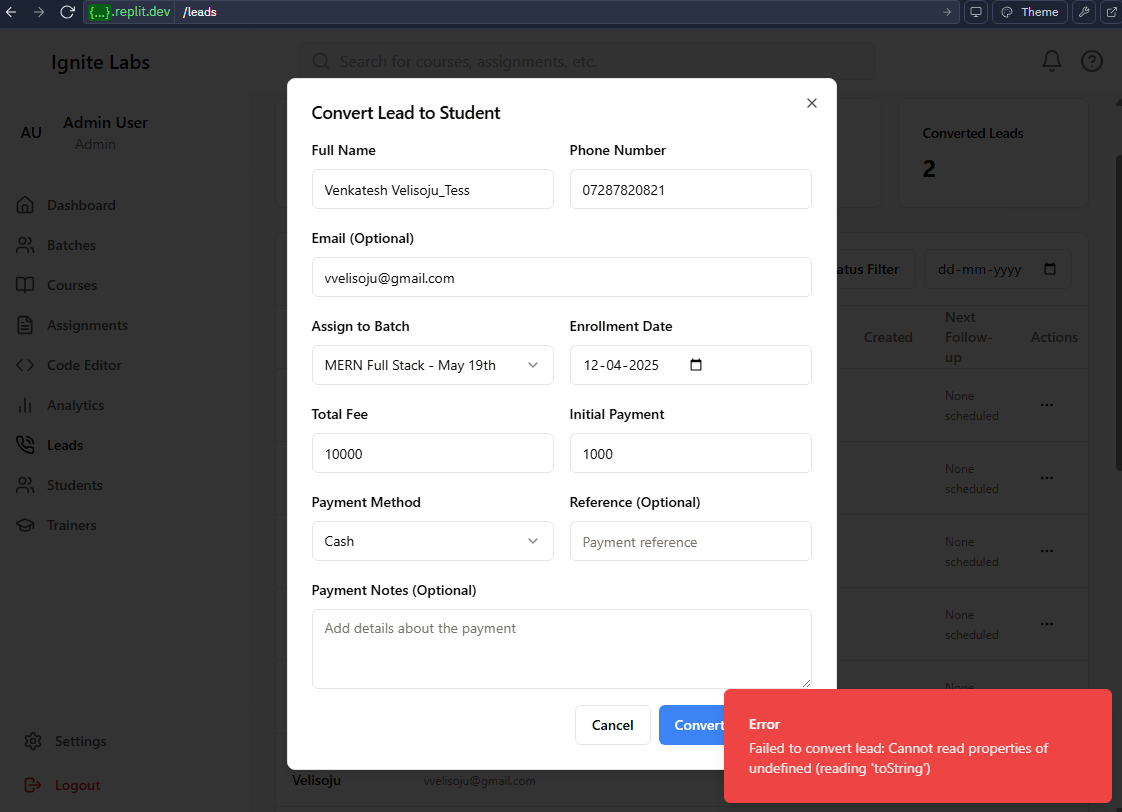 {...}.replit.dev /leads
Theme
Ignite Labs
Search for courses, assignments, etc.
AU
Admin User
Admin
Dashboard
Batches
Courses
Assignments
Code Editor
Analytics
Leads
Students
Trainers
Settings
Logout
Convert Lead to Student
Full Name
Phone Number
Venkatesh Velisoju_Tess
07287820821
Email (Optional)
vvelisoju@gmail.com
Assign to Batch
Enrollment Date
MERN Full Stack - May 19th
12-04-2025
Total Fee
Initial Payment
10000
1000
Payment Method
Reference (Optional)
Cash
Payment reference
Payment Notes (Optional)
Add details about the payment
Cancel
Convert
Converted Leads
2
atus Filter
dd-mm-yyyy
Created
Next
Follow-
up
Actions
None
scheduled
None
scheduled
None
scheduled
None
scheduled
None
Velisoju
vvelisoju@gmail.com
Error
Failed to convert lead: Cannot read properties of
undefined (reading 'toString')